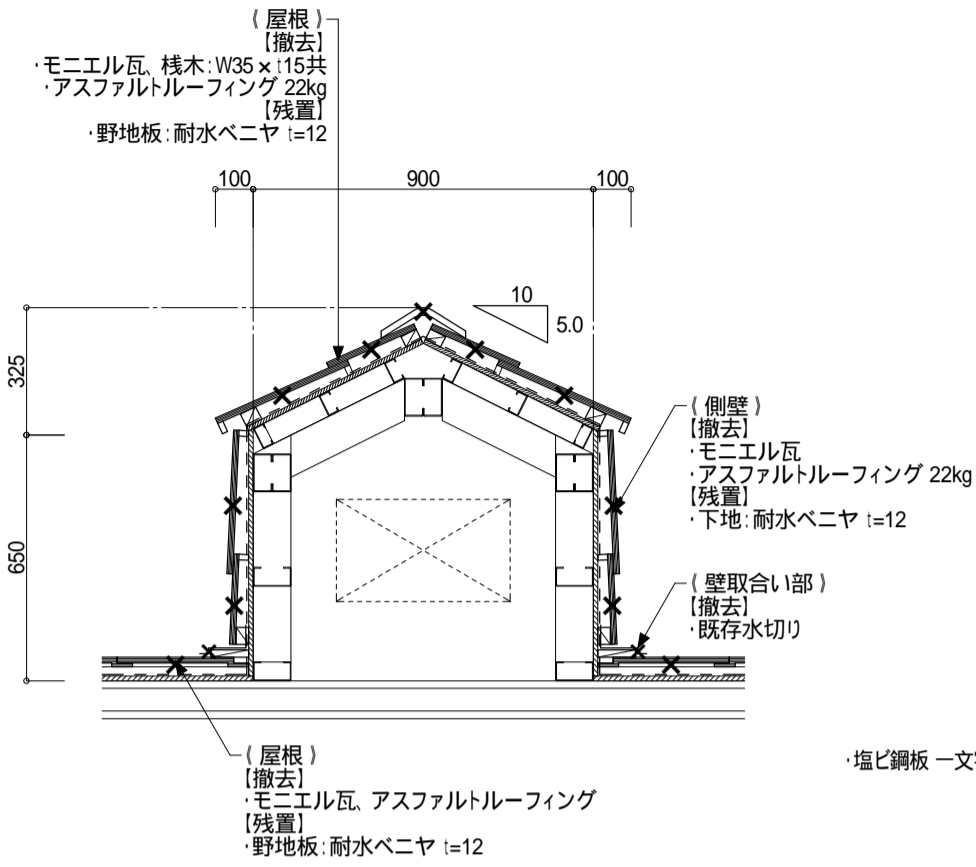 《 屋根 》
【撤去】
・モニエル瓦、桟木：W35×t15共
・アスファルトルーフィング 22kg
【残置】
・野地板：耐水ベニヤ t=12
100
900
100
10
5.0
325
650
《 側壁 》
【撤去】
・モニエル瓦
・アスファルトルーフィング 22kg
【残置】
・下地：耐水ベニヤ t=12
《 壁取合い部 》
【撤去】
・既存水切り
《 屋根 》
【撤去】
・モニエル瓦、アスファルトルーフィング
【残置】
・野地板：耐水ベニヤ t=12
・塩ビ鋼板 一文